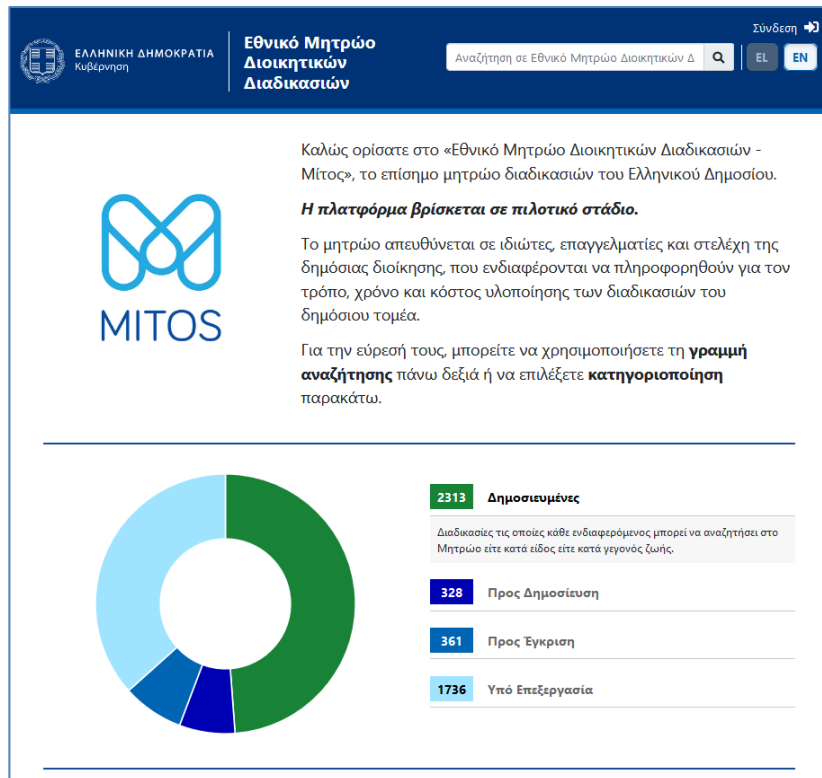 Σύνδεση
ΕΛΛΗΝΙΚΗ ΔΗΜΟΚΡΑΤΙΑ
Κυβέρνηση
Εθνικό Μητρώο
Διοικητικών
Διαδικασιών
Αναζήτηση σε Εθνικό Μητρώο Διοικητικών Δ
EL
EN
MITOS
Καλώς ορίσατε στο «Εθνικό Μητρώο Διοικητικών Διαδικασιών -
Μίτος», το επίσημο μητρώο διαδικασιών του Ελληνικού Δημοσίου.
Η πλατφόρμα βρίσκεται σε πιλοτικό στάδιο.
Το μητρώο απευθύνεται σε ιδιώτες, επαγγελματίες και στελέχη της
δημόσιας διοίκησης, που ενδιαφέρονται να πληροφορηθούν για τον
τρόπο, χρόνο και κόστος υλοποίησης των διαδικασιών του
δημόσιου τομέα.
Για την εύρεσή τους, μπορείτε να χρησιμοποιήσετε τη γραμμή
αναζήτησης πάνω δεξιά ή να επιλέξετε κατηγοριοποίηση
παρακάτω.
2313 Δημοσιευμένες
Διαδικασίες τις οποίες κάθε ενδιαφερόμενος μπορεί να αναζητήσει στο
Μητρώο είτε κατά είδος είτε κατά γεγονός ζωής.
328 Προς Δημοσίευση
361 Προς Έγκριση
1736 Υπό Επεξεργασία